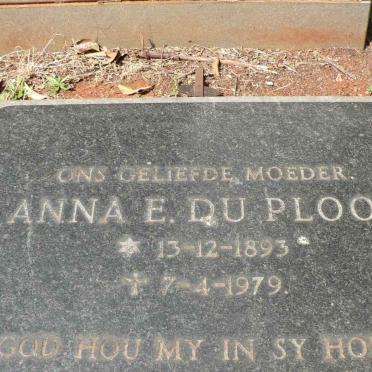 ONS GELIEFDE MOEDER.
ANNA E. DU PLOO
* 13-12-1893
† 7-4-1979.
GOD HOU MY IN SY HO